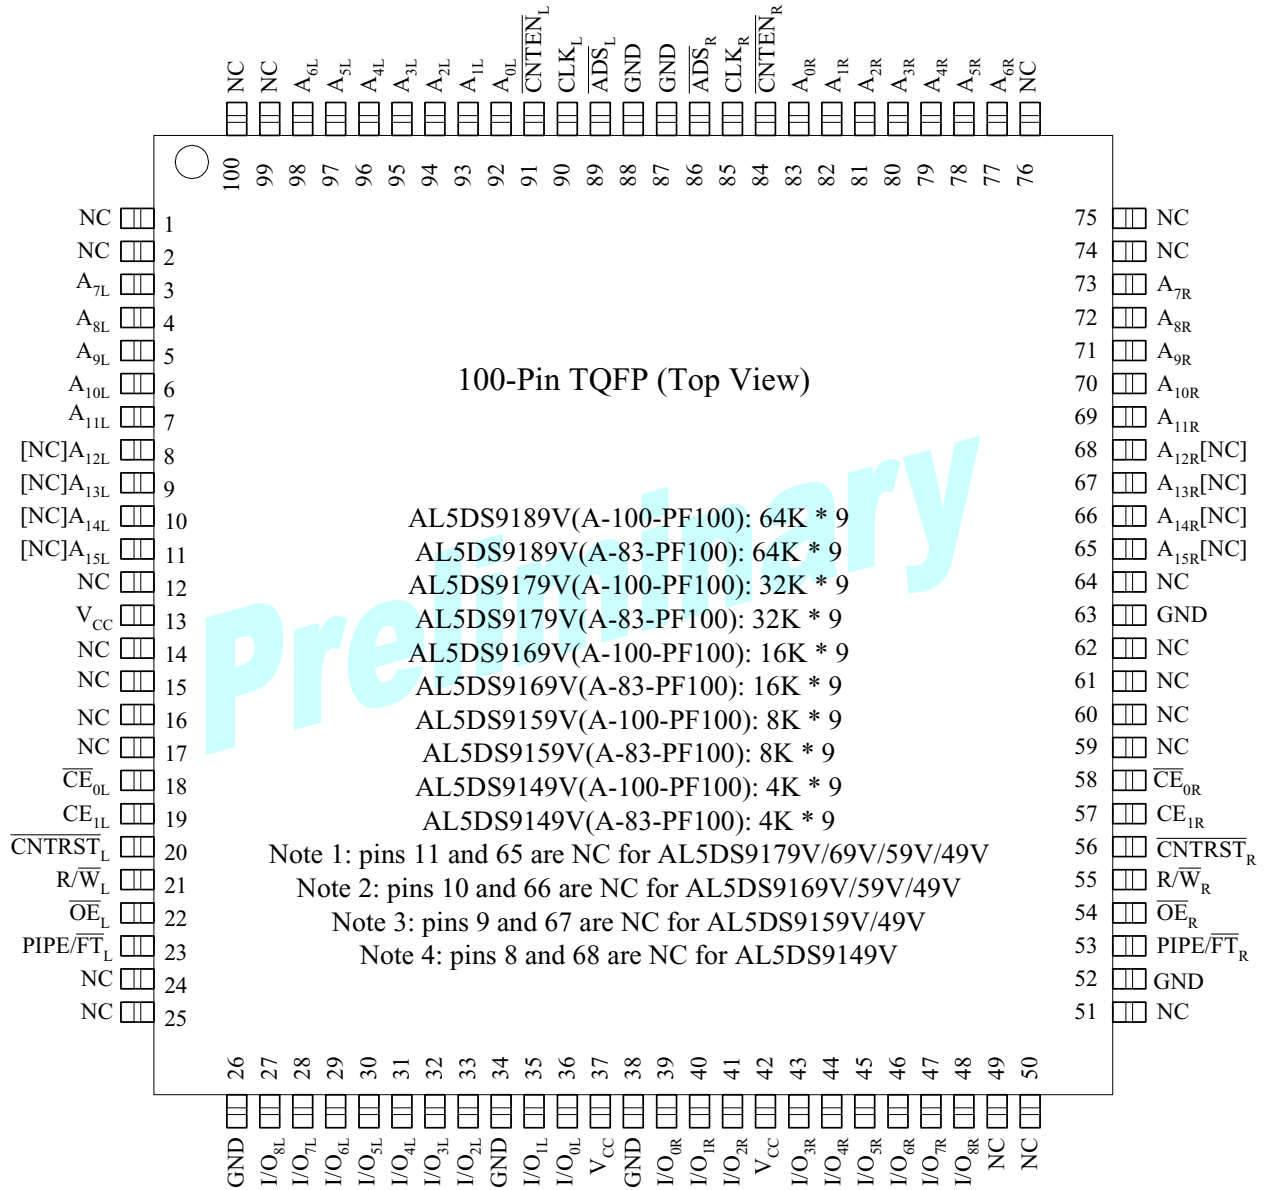 NC NC A6L A5L A4L A3L A2L A1L A0L CNTENL CLKL ADSL GND GND ADSR CLKR CNTENR A0R A1R A2R A3R A4R A5R A6R NC
100 99 98 97 96 95 94 93 92 91 90 89 88 87 86 85 84 83 82 81 80 79 78 77 76
NC 1 75 NC
NC 2 74 NC
A7L 3 73 A7R
A8L 4 72 A8R
A9L 5 71 A9R
A10L 6 70 A10R
A11L 7 69 A11R
[NC]A12L 8 68 A12R[NC]
[NC]A13L 9 67 A13R[NC]
[NC]A14L 10 66 A14R[NC]
[NC]A15L 11 65 A15R[NC]
NC 12 64 NC
VCC 13 63 GND
NC 14 62 NC
NC 15 61 NC
NC 16 60 NC
NC 17 59 NC
CE0L 18 58 CE0R
CE1L 19 57 CE1R
CNTRSTL 20 56 CNTRSTR
R/WL 21 55 R/WR
OEL 22 54 OER
PIPE/FTL 23 53 PIPE/FTR
NC 24 52 GND
NC 25 51 NC
100-Pin TQFP (Top View)
Preliminary
AL5DS9189V(A-100-PF100): 64K * 9
AL5DS9189V(A-83-PF100): 64K * 9
AL5DS9179V(A-100-PF100): 32K * 9
AL5DS9179V(A-83-PF100): 32K * 9
AL5DS9169V(A-100-PF100): 16K * 9
AL5DS9169V(A-83-PF100): 16K * 9
AL5DS9159V(A-100-PF100): 8K * 9
AL5DS9159V(A-83-PF100): 8K * 9
AL5DS9149V(A-100-PF100): 4K * 9
AL5DS9149V(A-83-PF100): 4K * 9
Note 1: pins 11 and 65 are NC for AL5DS9179V/69V/59V/49V
Note 2: pins 10 and 66 are NC for AL5DS9169V/59V/49V
Note 3: pins 9 and 67 are NC for AL5DS9159V/49V
Note 4: pins 8 and 68 are NC for AL5DS9149V
26 27 28 29 30 31 32 33 34 35 36 37 38 39 40 41 42 43 44 45 46 47 48 49 50
GND I/O8L I/O7L I/O6L I/O5L I/O4L I/O3L I/O2L GND I/O1L I/O0L VCC GND I/O0R I/O1R I/O2R VCC I/O3R I/O4R I/O5R I/O6R I/O7R I/O8R NC NC